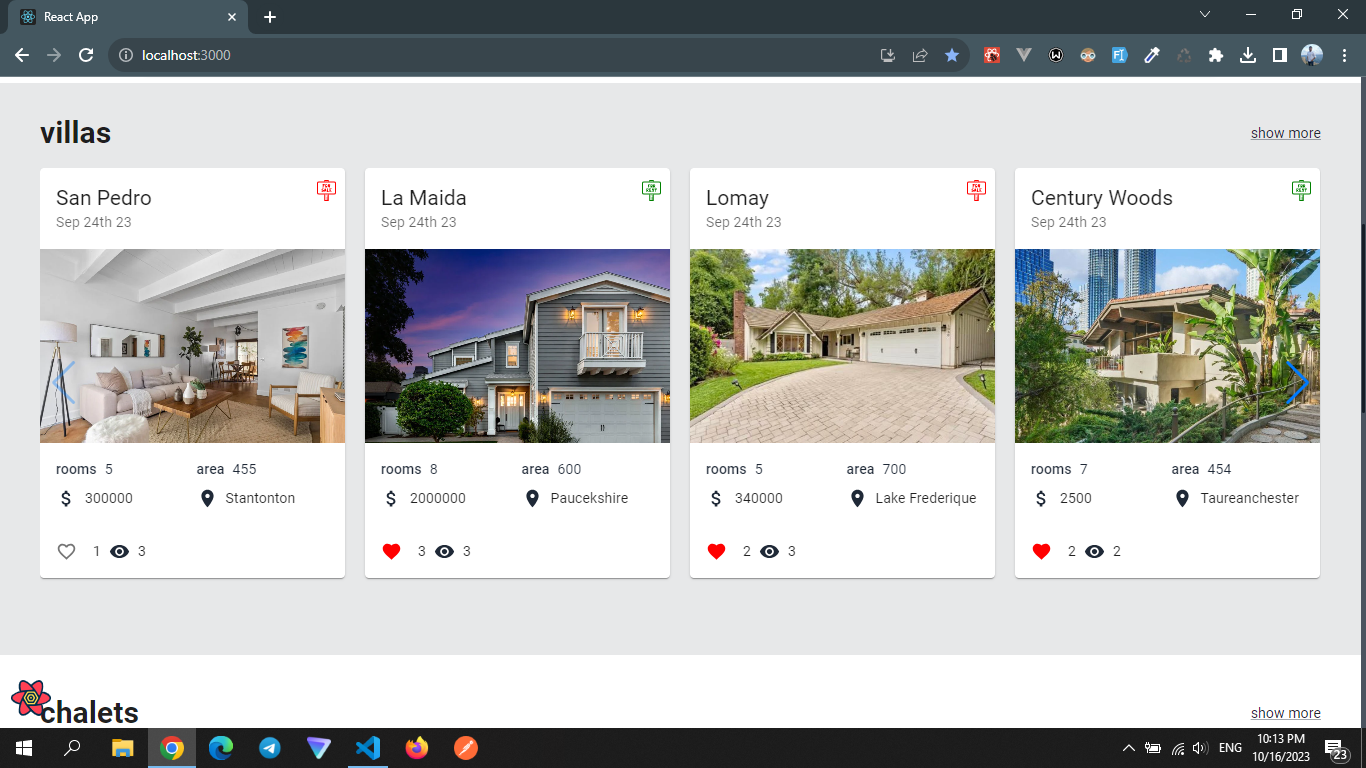 React App
localhost:3000
villas
show more
San Pedro
Sep 24th 23
FOR SALE
La Maida
Sep 24th 23
FOR RENT
Lomay
Sep 24th 23
FOR SALE
Century Woods
Sep 24th 23
FOR RENT
rooms 5 area 455
300000 Stantonton
1 3
rooms 8 area 600
2000000 Paucekshire
3 3
rooms 5 area 700
340000 Lake Frederique
2 3
rooms 7 area 454
2500 Taureanchester
2 2
chalets
show more
ENG
10:13 PM
10/16/2023
23